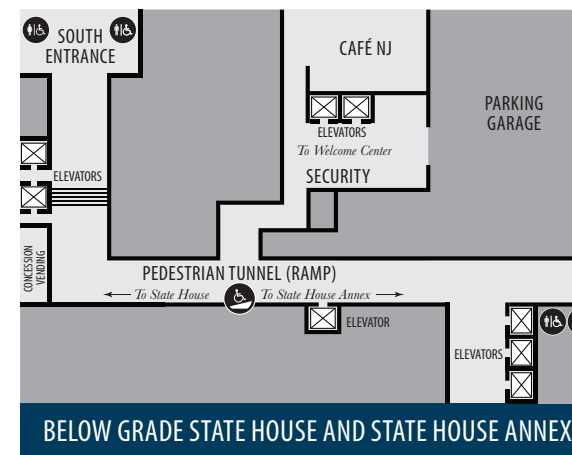 SOUTH
ENTRANCE
CAFÉ NJ
PARKING
GARAGE
ELEVATORS
To Welcome Center
SECURITY
ELEVATORS
CONCESSION
VENDING
PEDESTRIAN TUNNEL (RAMP)
To State House
To State House Annex
ELEVATOR
ELEVATORS
BELOW GRADE STATE HOUSE AND STATE HOUSE ANNEX